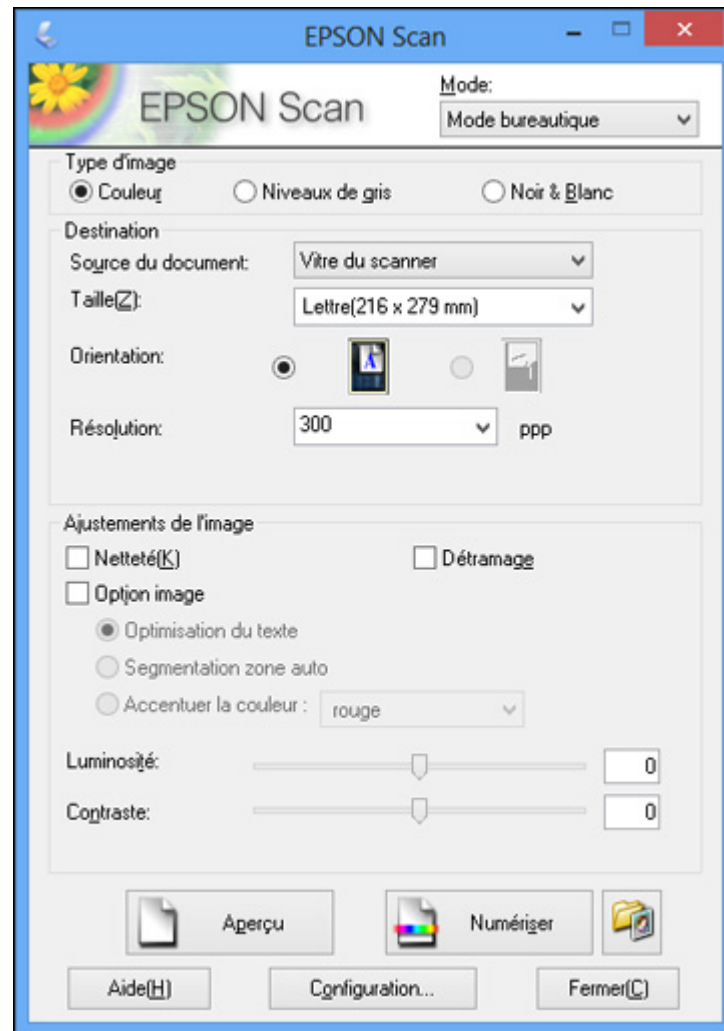 EPSON Scan
EPSON Scan
Mode:
Mode bureautique
Type d'image
Couleur Niveaux de gris Noir & Blanc
Destination
Source du document: Vitre du scanner
Taille(Z): Lettre(216 x 279 mm)
Orientation: A
Résolution: 300 ppp
Ajustements de l'image
Netteté(K) Détramage
Option image
Optimisation du texte
Segmentation zone auto
Accentuer la couleur : rouge
Luminosité: 0
Contraste: 0
Aperçu Numériser
Aide(H) Configuration... Fermer(C)